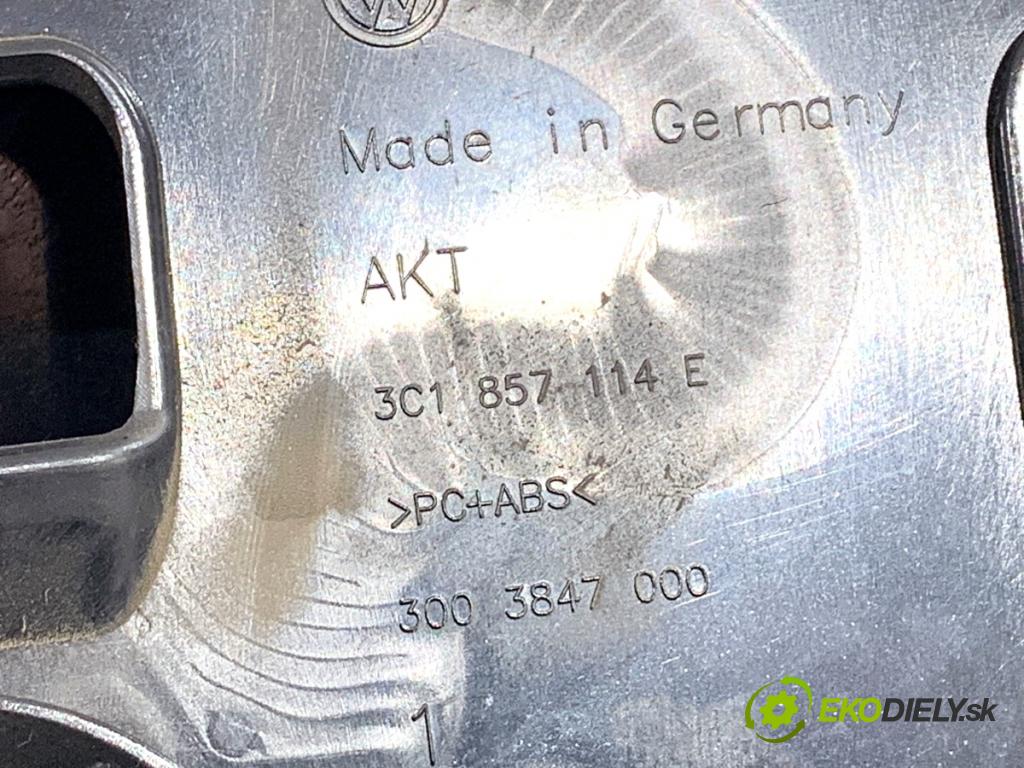 Made in Germany
AKT
3C1 857 114 E
>PC+ABS<
300 3847 000
1
EKODIELY.sk